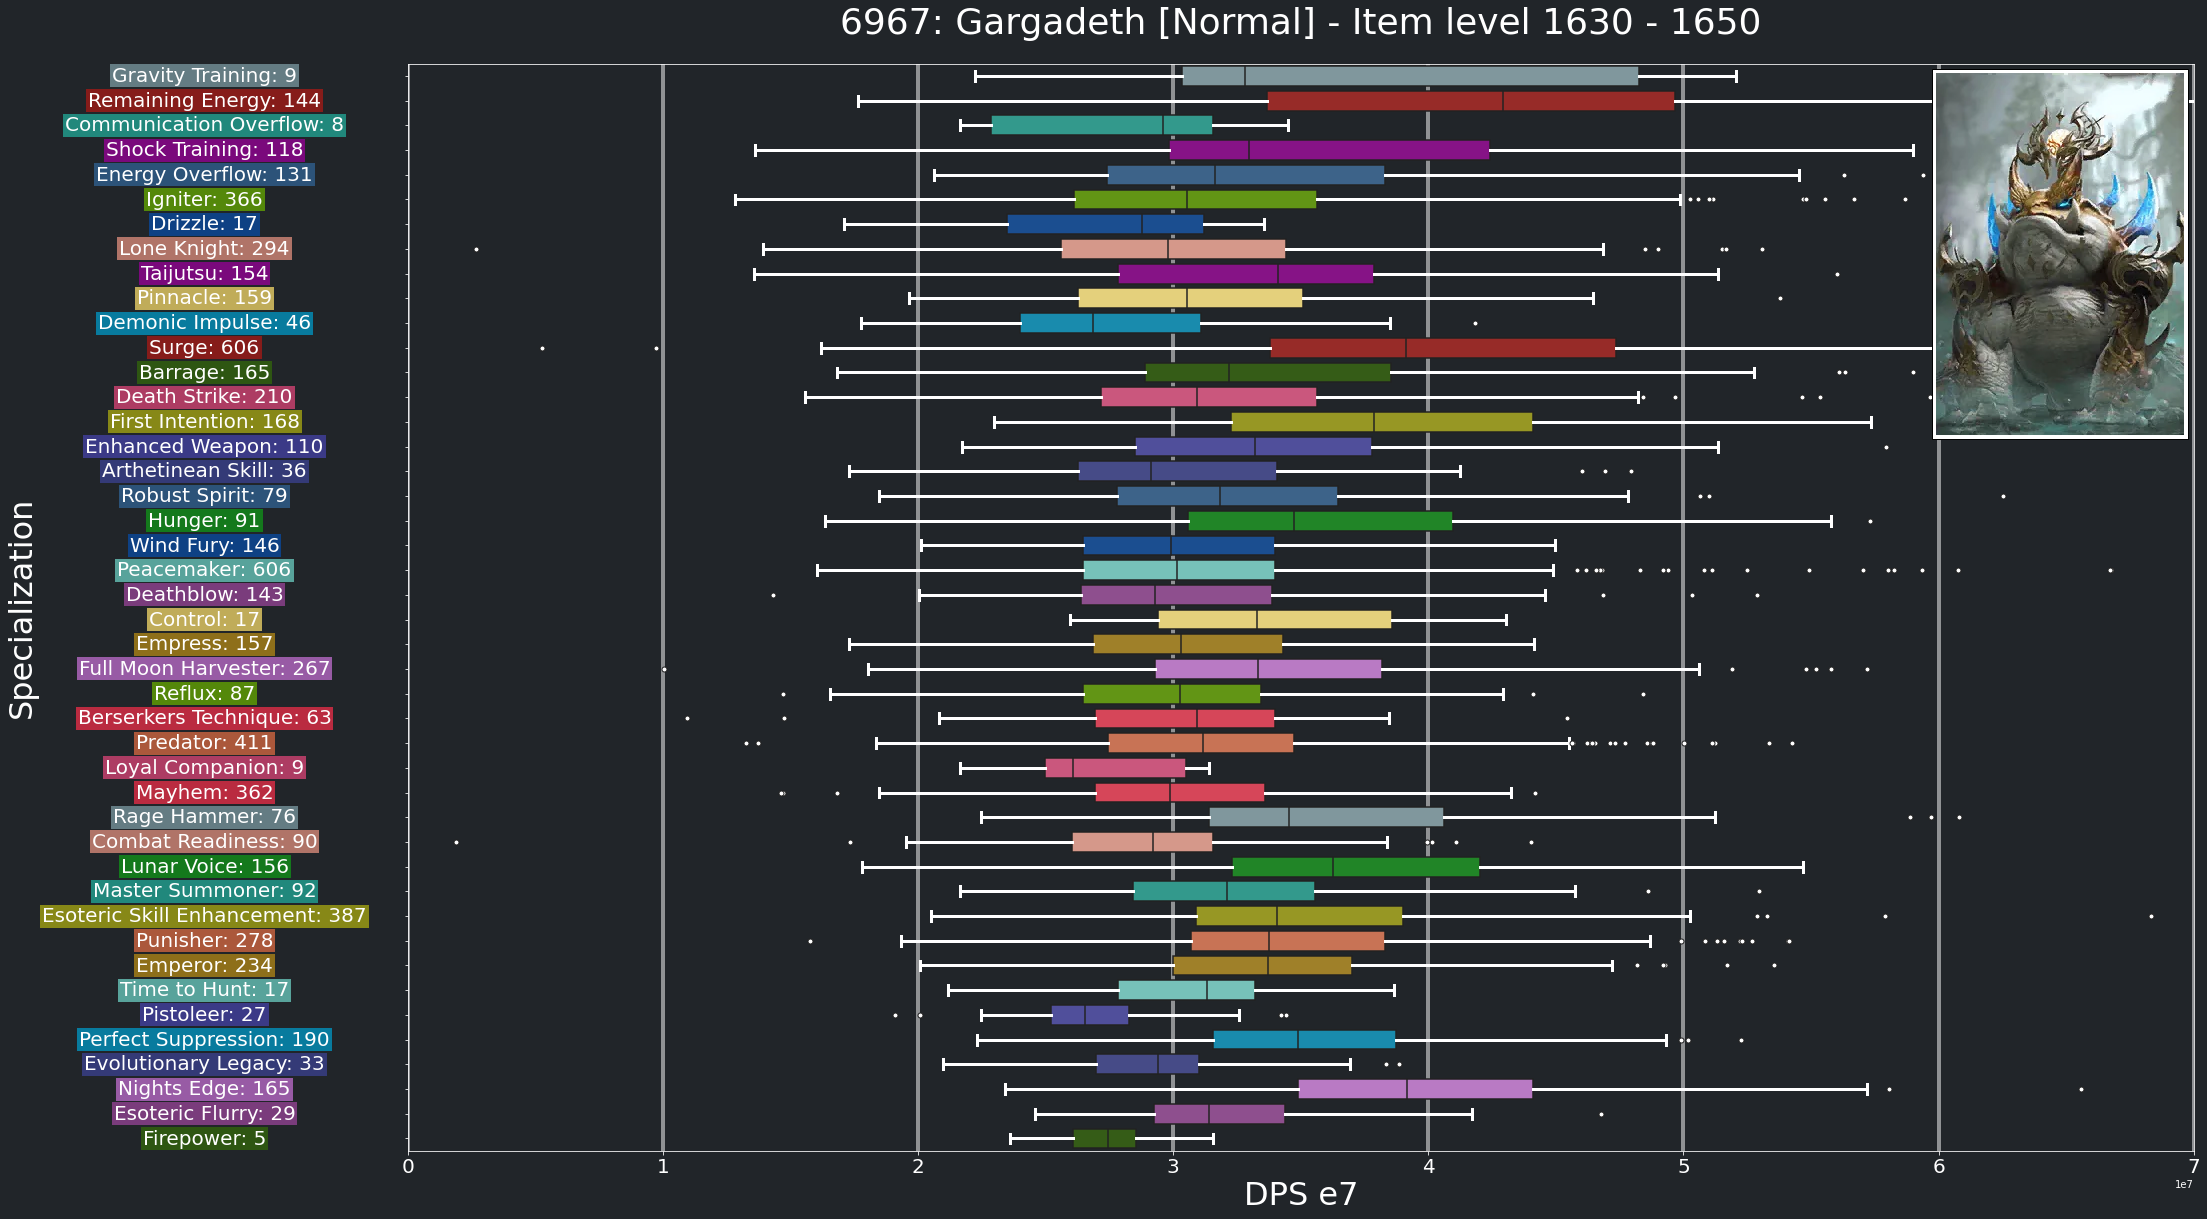 6967: Gargadeth [Normal] - Item level 1630 - 1650
Specialization
Gravity Training: 9
Remaining Energy: 144
Communication Overflow: 8
Shock Training: 118
Energy Overflow: 131
Igniter: 366
Drizzle: 17
Lone Knight: 294
Taijutsu: 154
Pinnacle: 159
Demonic Impulse: 46
Surge: 606
Barrage: 165
Death Strike: 210
First Intention: 168
Enhanced Weapon: 110
Arthetinean Skill: 36
Robust Spirit: 79
Hunger: 91
Wind Fury: 146
Peacemaker: 606
Deathblow: 143
Control: 17
Empress: 157
Full Moon Harvester: 267
Reflux: 87
Berserkers Technique: 63
Predator: 411
Loyal Companion: 9
Mayhem: 362
Rage Hammer: 76
Combat Readiness: 90
Lunar Voice: 156
Master Summoner: 92
Esoteric Skill Enhancement: 387
Punisher: 278
Emperor: 234
Time to Hunt: 17
Pistoleer: 27
Perfect Suppression: 190
Evolutionary Legacy: 33
Nights Edge: 165
Esoteric Flurry: 29
Firepower: 5
0 1 2 3 4 5 6 7
1e7
DPS e7